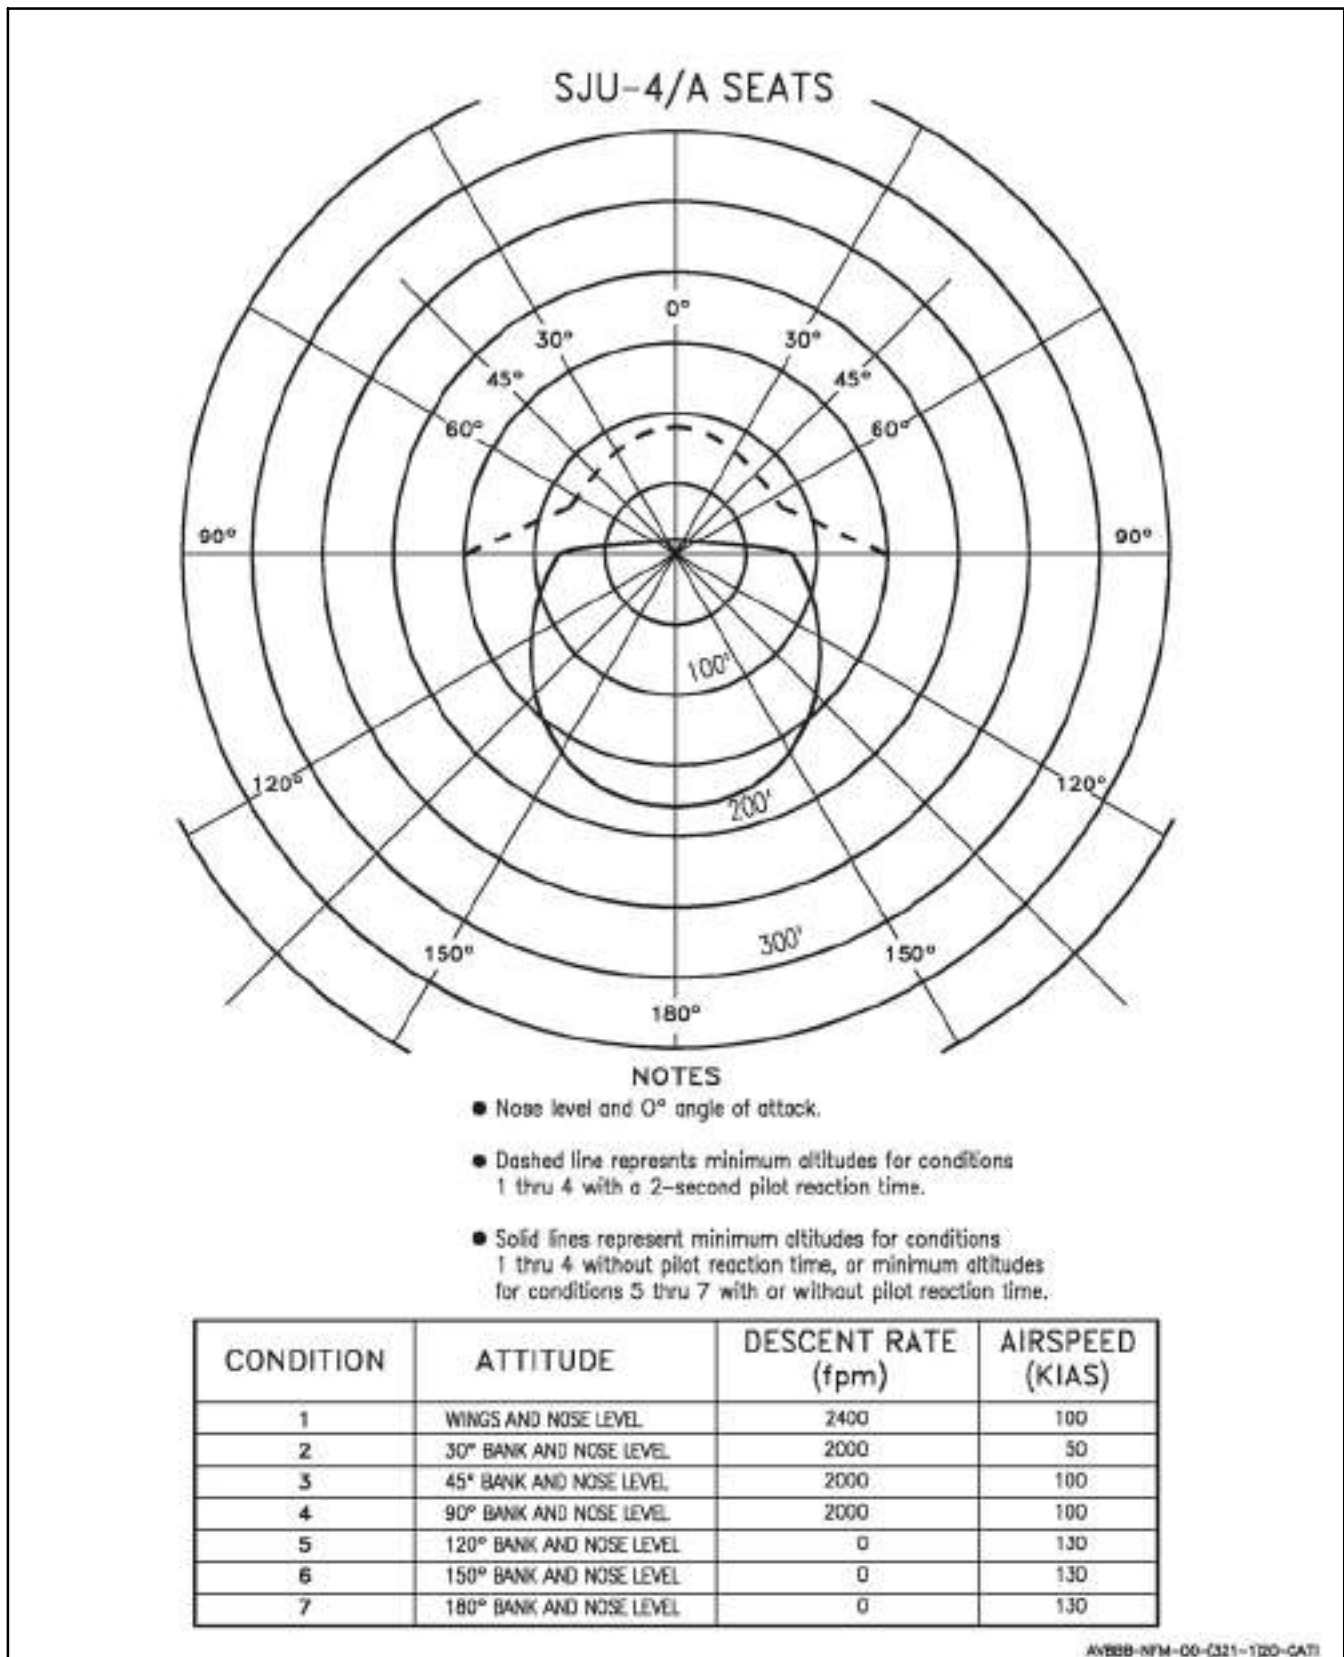 SJU-4/A SEATS
0°
30° 30°
45° 45°
60° 60°
90° 90°
100'
120° 120°
200'
300'
150° 150°
180°
NOTES
● Nose level and 0° angle of attack.
● Dashed line represnts minimum altitudes for conditions
1 thru 4 with a 2-second pilot reaction time.
● Solid lines represent minimum altitudes for conditions
1 thru 4 without pilot reaction time, or minimum altitudes
for conditions 5 thru 7 with or without pilot reaction time.
CONDITION ATTITUDE DESCENT RATE (fpm) AIRSPEED (KIAS)
1 WINGS AND NOSE LEVEL 2400 100
2 30° BANK AND NOSE LEVEL 2000 50
3 45° BANK AND NOSE LEVEL 2000 100
4 90° BANK AND NOSE LEVEL 2000 100
5 120° BANK AND NOSE LEVEL 0 130
6 150° BANK AND NOSE LEVEL 0 130
7 180° BANK AND NOSE LEVEL 0 130